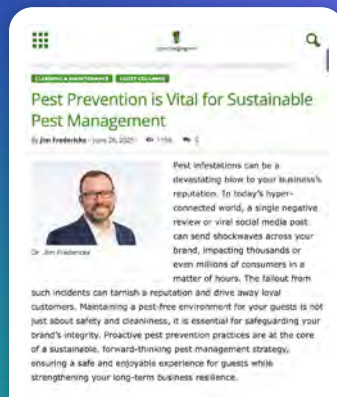 CLEANING & MAINTENANCE GUEST COLUMNS
Pest Prevention is Vital for Sustainable
Pest Management
By Jim Fredericks - June 26, 2025 1159 0
Pest infestations can be a
devastating blow to your business's
reputation. In today's hyper-
connected world, a single negative
review or viral social media post
can send shockwaves across your
brand, impacting thousands or
even millions of consumers in a
matter of hours. The fallout from
Dr. Jim Fredericks
such incidents can tarnish a reputation and drive away loyal
customers. Maintaining a pest-free environment for your guests is not
just about safety and cleanliness, it is essential for safeguarding your
brand's integrity. Proactive pest prevention practices are at the core
of a sustainable, forward-thinking pest management strategy,
ensuring a safe and enjoyable experience for guests while
strengthening your long-term business resilience.